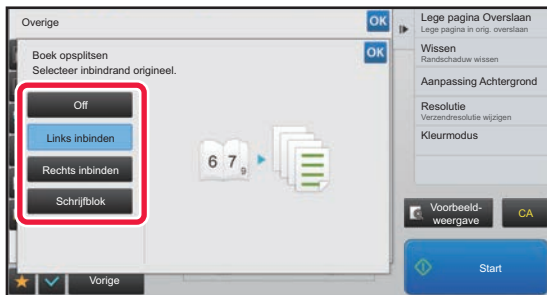 Overige
OK
Boek opsplitsen
Selecteer inbindrand origineel.
OK
Off
Links inbinden
Rechts inbinden
Schrijfblok
6 7 9
Vorige
Lege pagina Overslaan
Lege pagina in orig. overslaan
Wissen
Randschaduw wissen
Aanpassing Achtergrond
Resolutie
Verzendresolutie wijzigen
Kleurmodus
Voorbeeld-
weergave
CA
Start